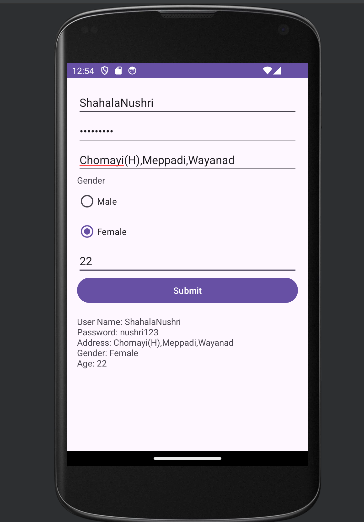 12:54
ShahalaNushri
•••••••••
Chomayi(H),Meppadi,Wayanad
Gender
Male
Female
22
Submit
User Name: ShahalaNushri
Password: nushri123
Address: Chomayi(H),Meppadi,Wayanad
Gender: Female
Age: 22